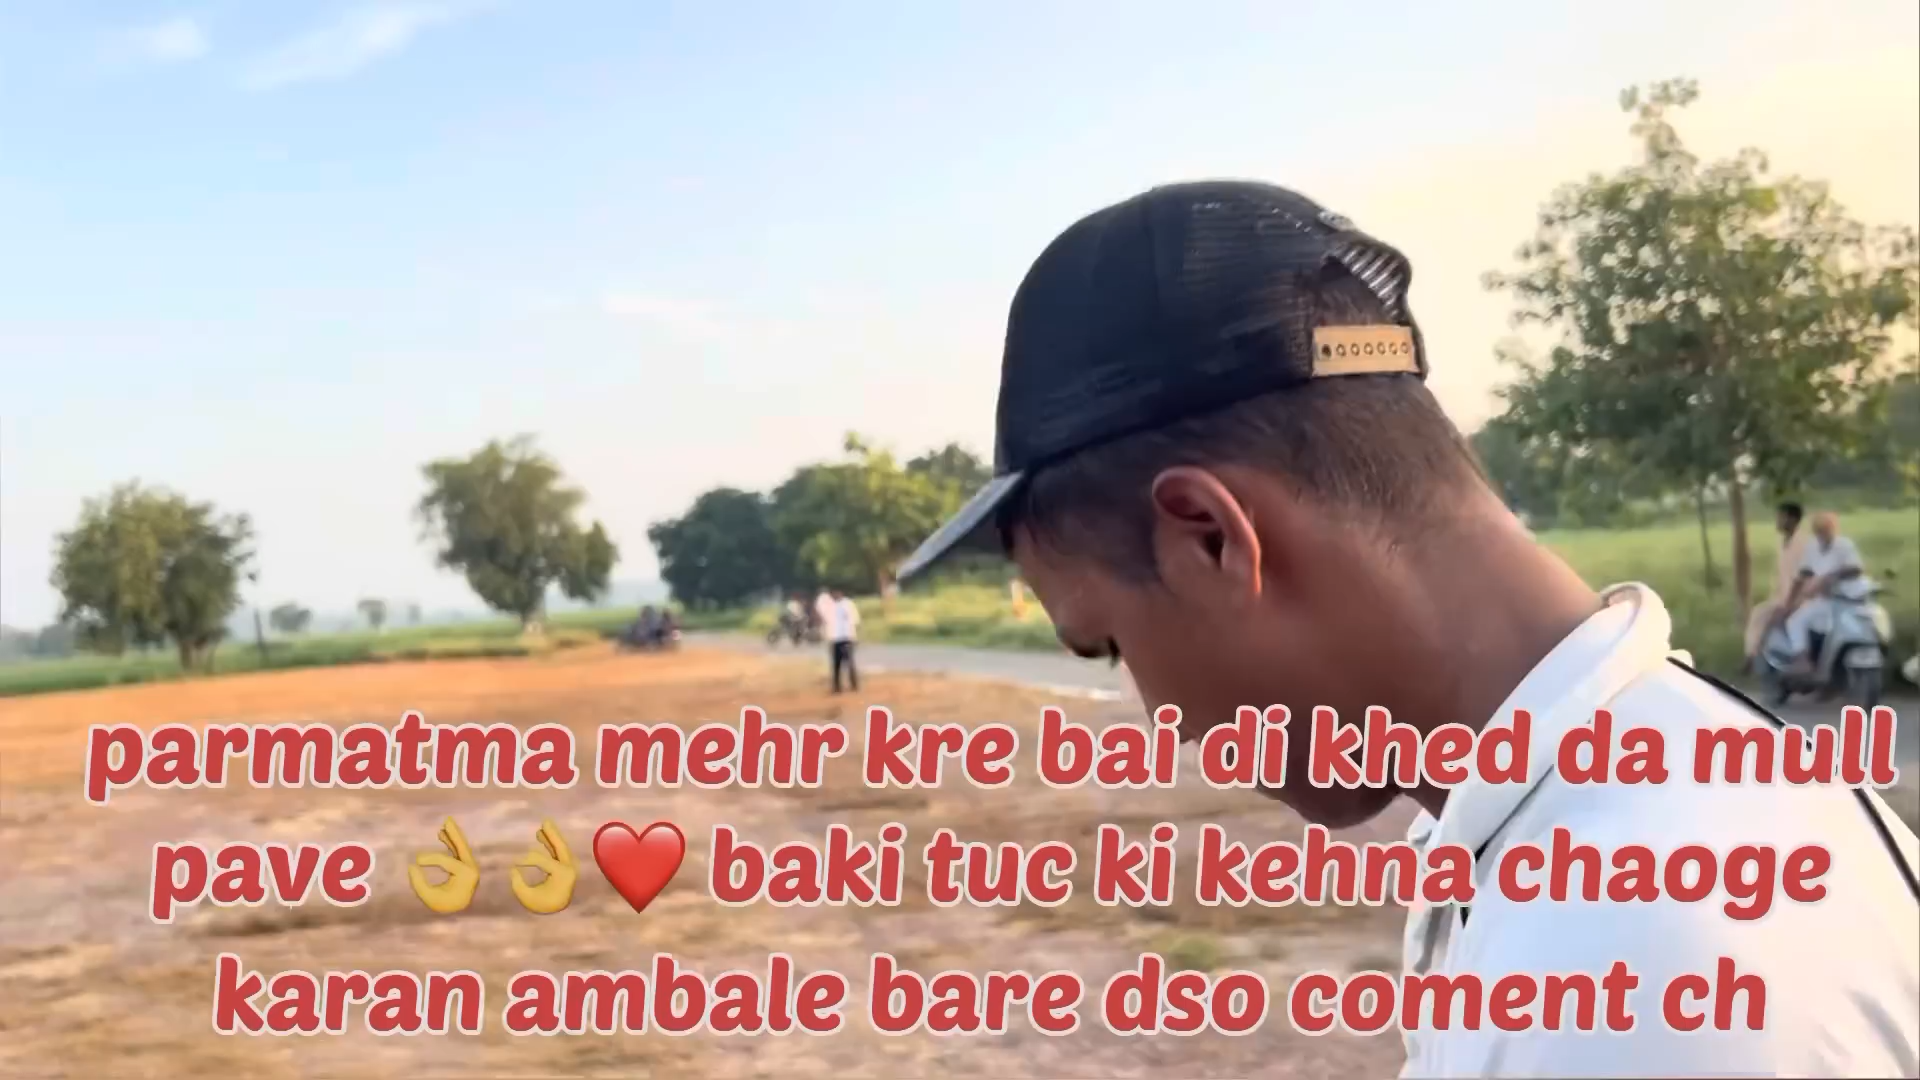 parmatma mehr kre bai di khed da mull
pave 👌👌❤️ baki tuc ki kehna chaoge
karan ambale bare dso coment ch